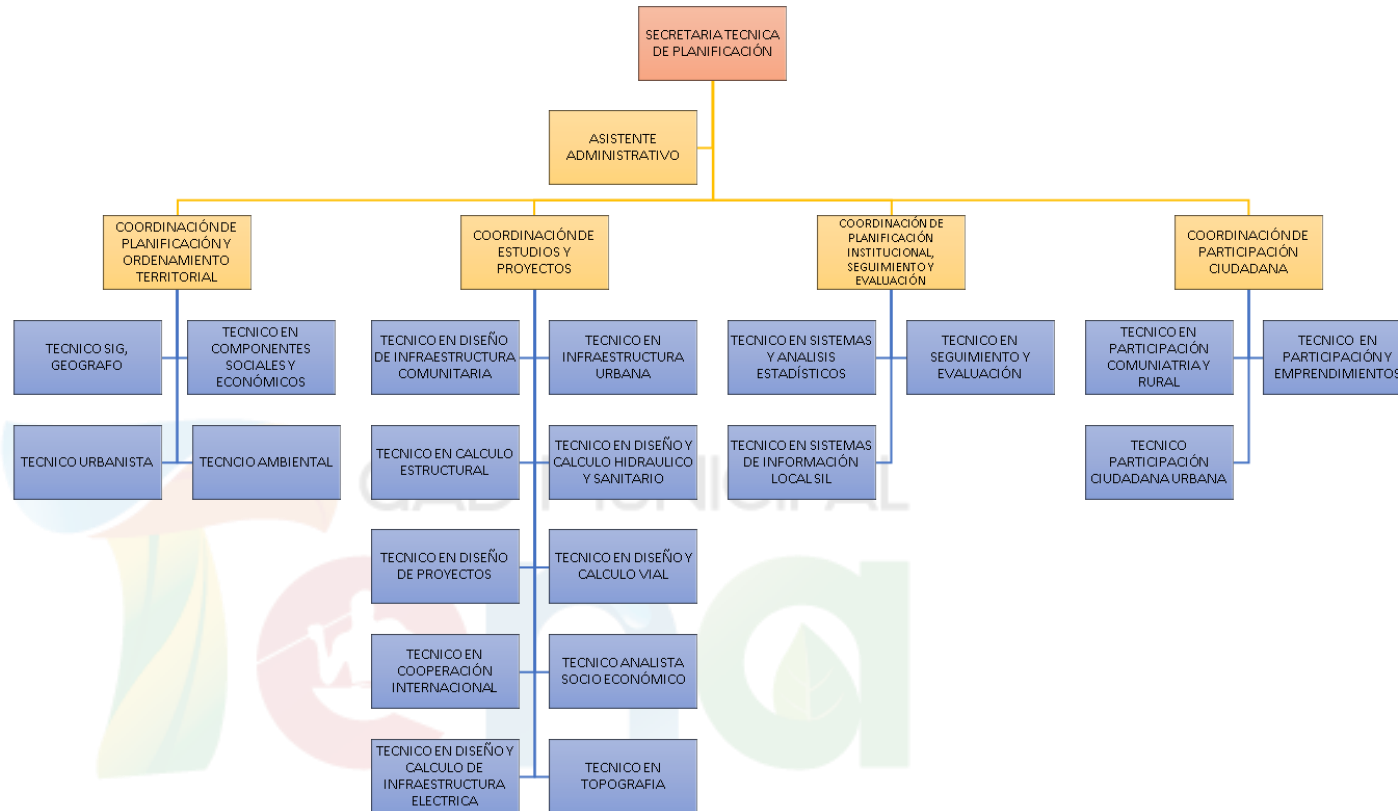 SECRETARIA TECNICA
DE PLANIFICACIÓN
ASISTENTE
ADMINISTRATIVO
COORDINACIÓN DE
PLANIFICACIÓN Y
ORDENAMIENTO
TERRITORIAL
COORDINACIÓN DE
ESTUDIOS Y
PROYECTOS
COORDINACIÓN DE
PLANIFICACIÓN
INSTITUCIONAL,
SEGUIMIENTO Y
EVALUACIÓN
COORDINACIÓN DE
PARTICIPACIÓN
CIUDADANA
TECNICO SIG,
GEOGRAFO
TECNICO EN
COMPONENTES
SOCIALES Y
ECONÓMICOS
TECNICO EN DISEÑO
DE INFRAESTRUCTURA
COMUNITARIA
TECNICO EN
INFRAESTRUCTURA
URBANA
TECNICO EN SISTEMAS
Y ANALISIS
ESTADÍSTICOS
TECNICO EN
SEGUIMIENTO Y
EVALUACIÓN
TECNICO EN
PARTICIPACIÓN
COMUNIATRIA Y
RURAL
TECNICO EN
PARTICIPACIÓN Y
EMPRENDIMIENTOS
TECNICO URBANISTA
TECNCIO AMBIENTAL
TECNICO EN CALCULO
ESTRUCTURAL
TECNICO EN DISEÑO Y
CALCULO HIDRAULICO
Y SANITARIO
TECNICO EN SISTEMAS
DE INFORMACIÓN
LOCAL SIL
TECNICO
PARTICIPACIÓN
CIUDADANA URBANA
GAD MUNICIPAL
Tena
TECNICO EN DISEÑO
DE PROYECTOS
TECNICO EN DISEÑO Y
CALCULO VIAL
TECNICO EN
COOPERACIÓN
INTERNACIONAL
TECNICO ANALISTA
SOCIO ECONÓMICO
TECNICO EN DISEÑO Y
CALCULO DE
INFRAESTRUCTURA
ELECTRICA
TECNICO EN
TOPOGRAFIA